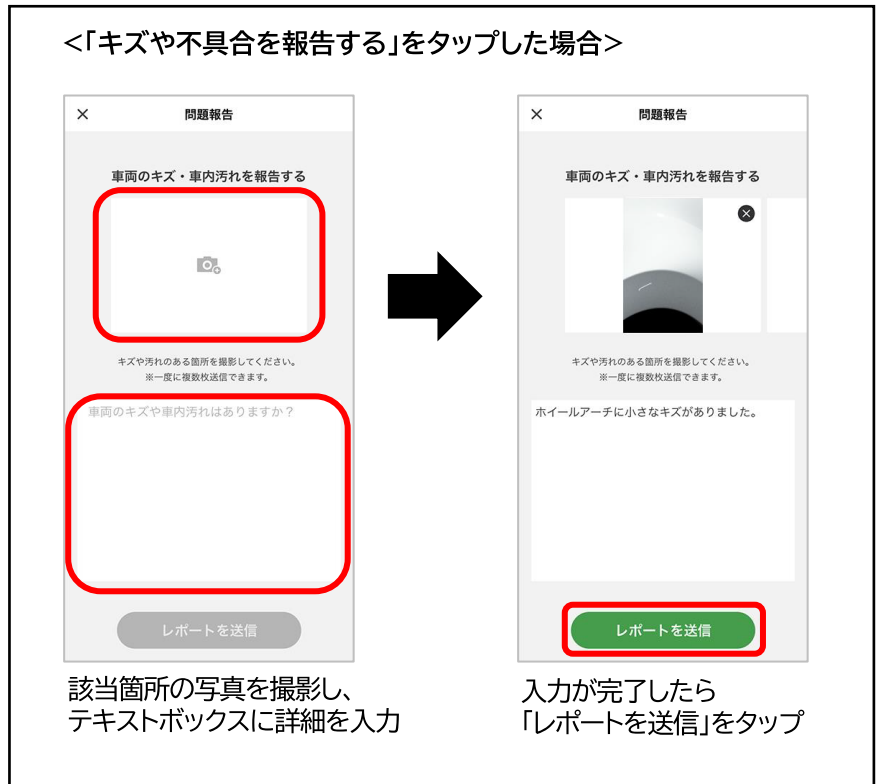 <「キズや不具合を報告する」をタップした場合>
× 問題報告
車両のキズ・車内汚れを報告する
キズや汚れのある箇所を撮影してください。
※一度に複数枚送信できます。
車両のキズや車内汚れはありますか？
レポートを送信
該当箇所の写真を撮影し、
テキストボックスに詳細を入力
× 問題報告
車両のキズ・車内汚れを報告する
キズや汚れのある箇所を撮影してください。
※一度に複数枚送信できます。
ホイールアーチに小さなキズがありました。
レポートを送信
入力が完了したら
「レポートを送信」をタップ